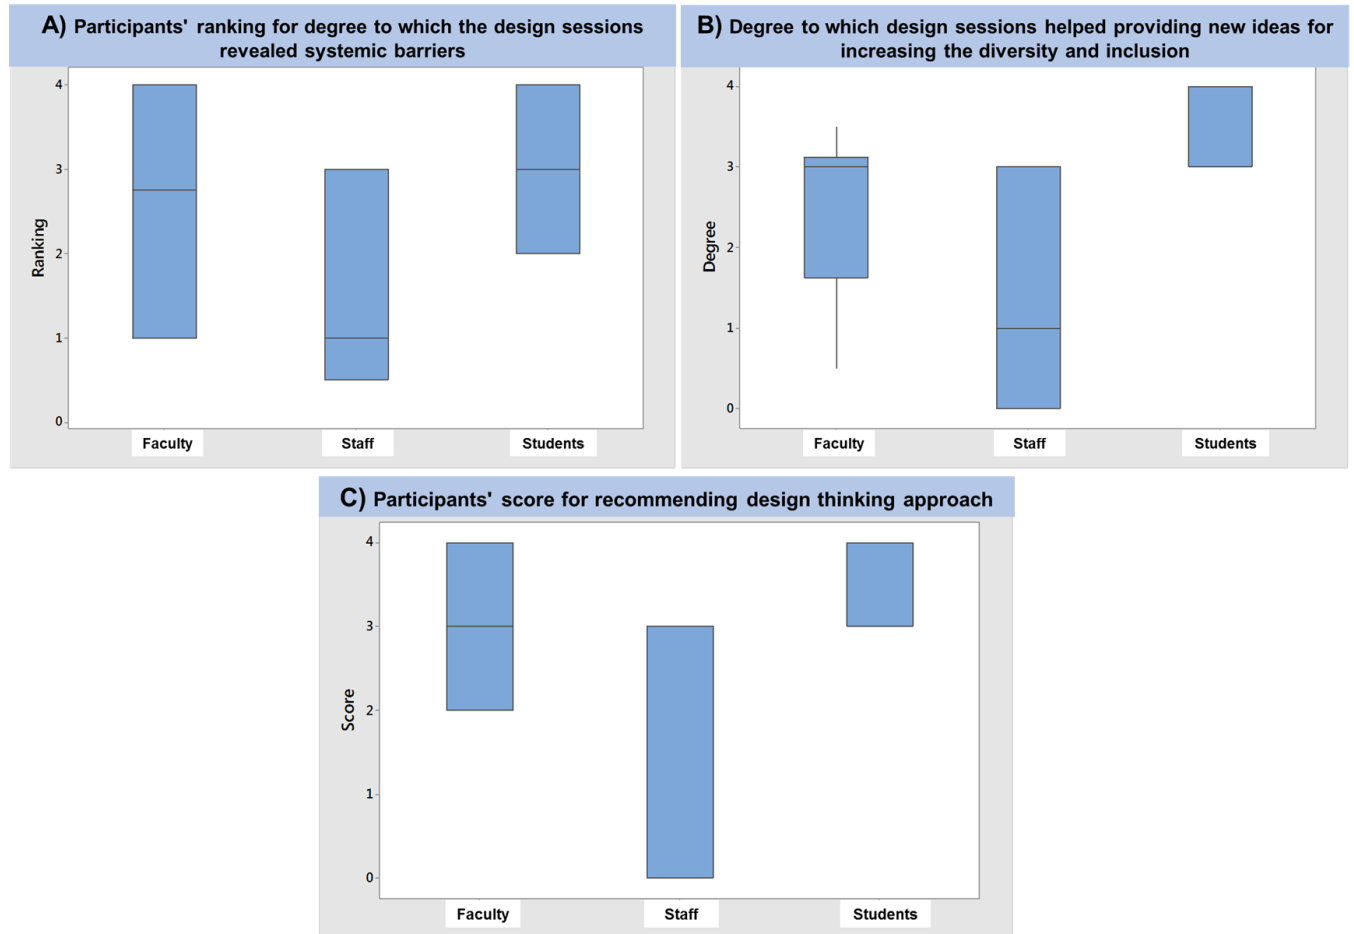 A) Participants' ranking for degree to which the design sessions
revealed systemic barriers
4
3
2
1
0
Ranking
Faculty
Staff
Students
B) Degree to which design sessions helped providing new ideas for
increasing the diversity and inclusion
4
3
2
1
0
Degree
Faculty
Staff
Students
C) Participants' score for recommending design thinking approach
4
3
2
1
0
Score
Faculty
Staff
Students